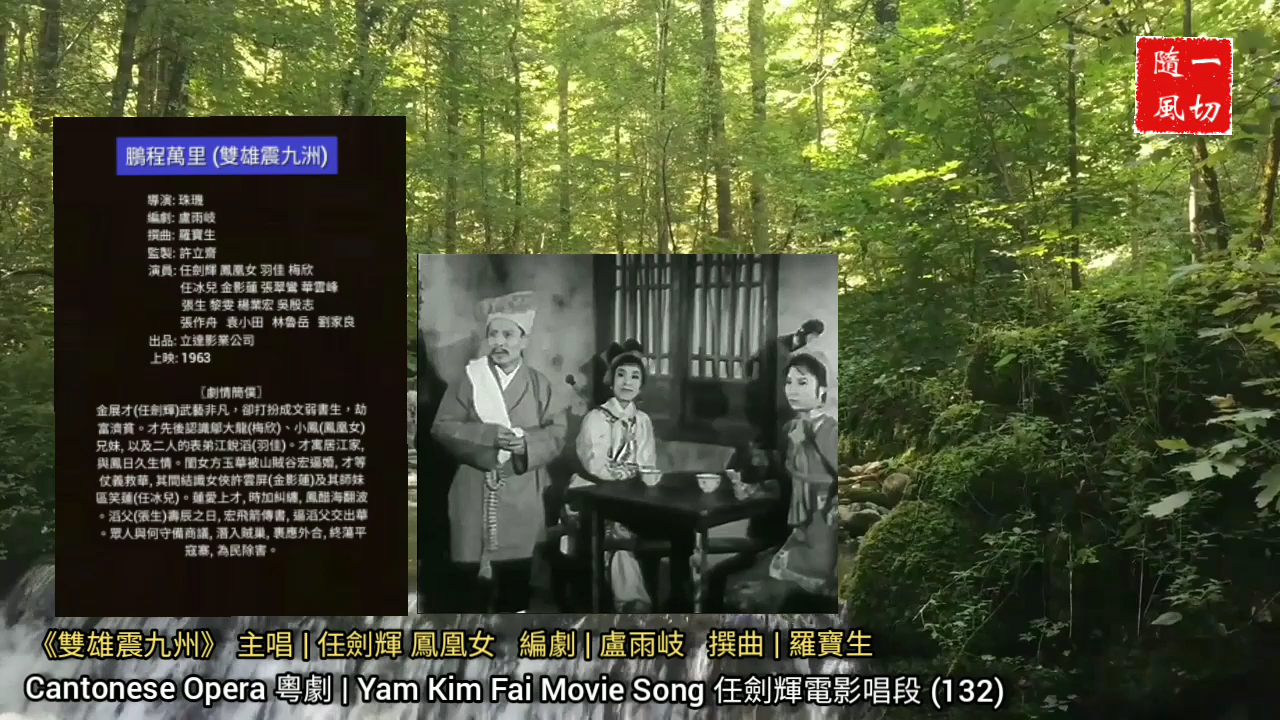 鵬程萬里 (雙雄震九洲)
導演: 珠璣
編劇: 盧雨岐
撰曲: 羅寶生
監製: 許立齋
演員: 任劍輝 鳳凰女 羽佳 梅欣
任冰兒 金影蓮 張翠鸞 華雲峰
張生 黎雯 楊業宏 吳殷志
張作舟 袁小田 林魯岳 劉家良
出品: 立達影業公司
上映: 1963
〖劇情簡僕〗
金展才(任劍輝)武藝非凡，卻打扮成文弱書生，劫
富濟貧。才先後認識鄔大龍(梅欣)、小鳳(鳳凰女)
兄妹, 以及二人的表弟江銳滔(羽佳)。才寓居江家,
與鳳日久生情。閨女方玉華被山賊谷宏逼婚, 才等
仗義救華, 其間結識女俠許雲屏(金影蓮)及其師妹
區笑蓮(任冰兒)。蓮愛上才, 時加糾纏, 鳳醋海翻波
。滔父(張生)壽辰之日, 宏飛箭傳書, 逼滔父交出華
。眾人與何守備商議, 潛入賊巢, 裏應外合, 終蕩平
寇寨, 為民除害。
一切
隨風
《雙雄震九州》 主唱 | 任劍輝 鳳凰女 編劇 | 盧雨岐 撰曲 | 羅寶生
Cantonese Opera 粵劇 | Yam Kim Fai Movie Song 任劍輝電影唱段 (132)